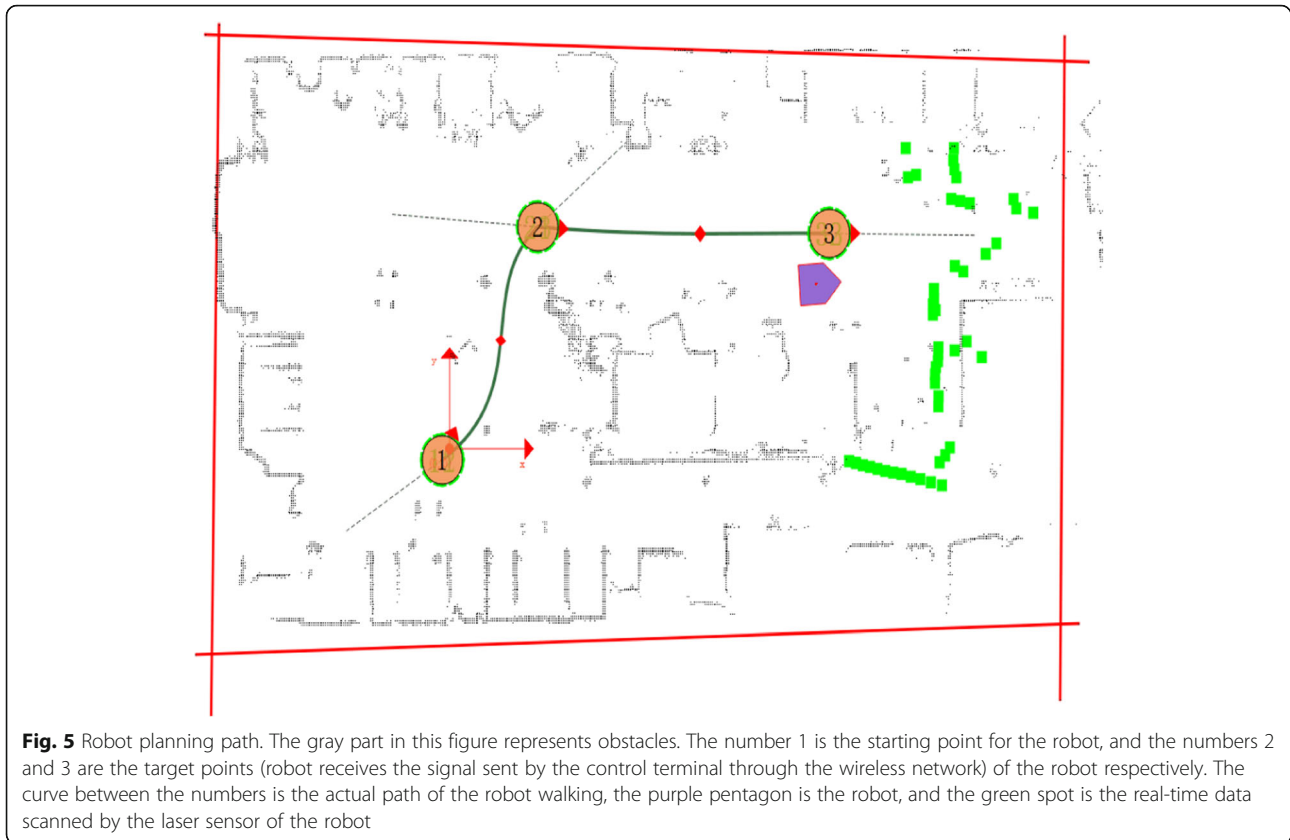 2
3
y
1
x
Fig. 5 Robot planning path. The gray part in this figure represents obstacles. The number 1 is the starting point for the robot, and the numbers 2
and 3 are the target points (robot receives the signal sent by the control terminal through the wireless network) of the robot respectively. The
curve between the numbers is the actual path of the robot walking, the purple pentagon is the robot, and the green spot is the real-time data
scanned by the laser sensor of the robot